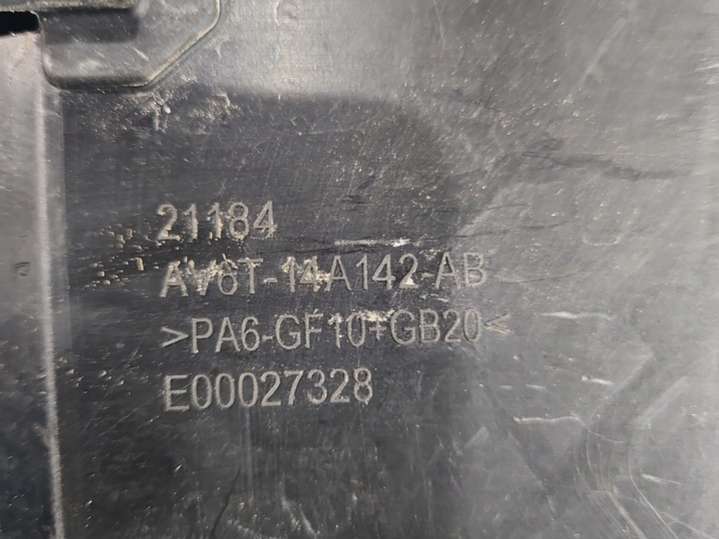 21184
AV6T-14A142-AB
>PA6-GF10+GB20<
E00027328